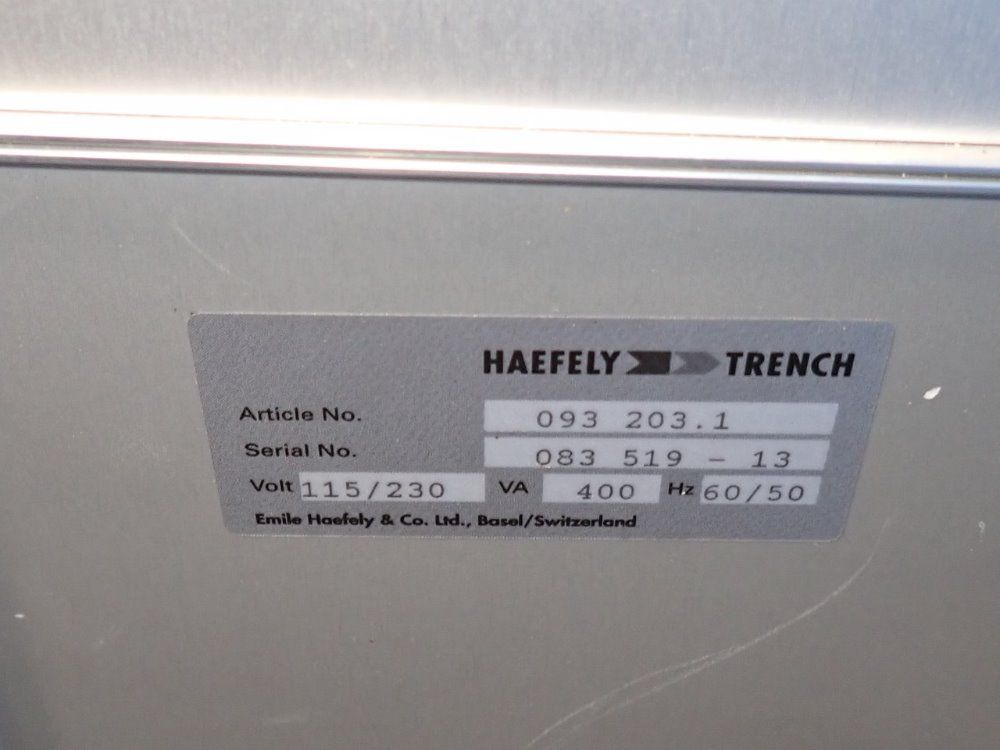 HAEFELY TRENCH
Article No. 093 203.1
Serial No. 083 519 - 13
Volt 115/230 VA 400 Hz 60/50
Emile Haefely & Co. Ltd., Basel/Switzerland